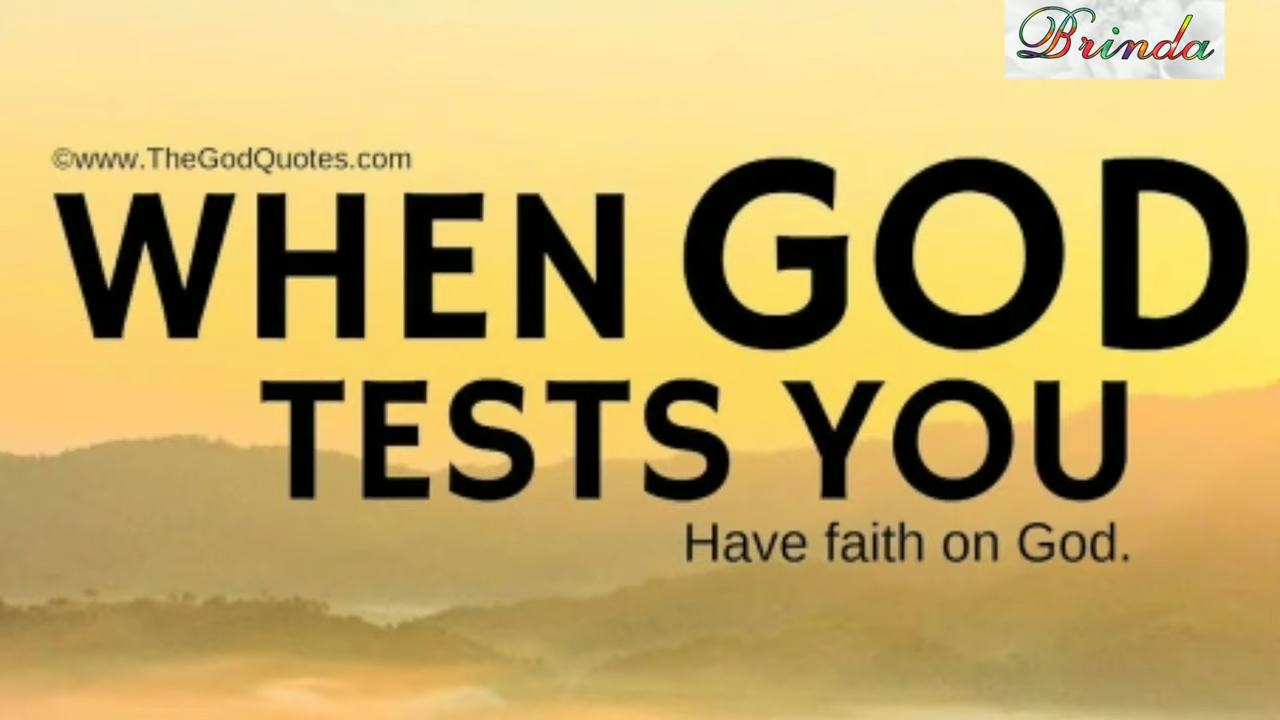 Brinda
©www.TheGodQuotes.com
WHEN GOD
TESTS YOU
Have faith on God.